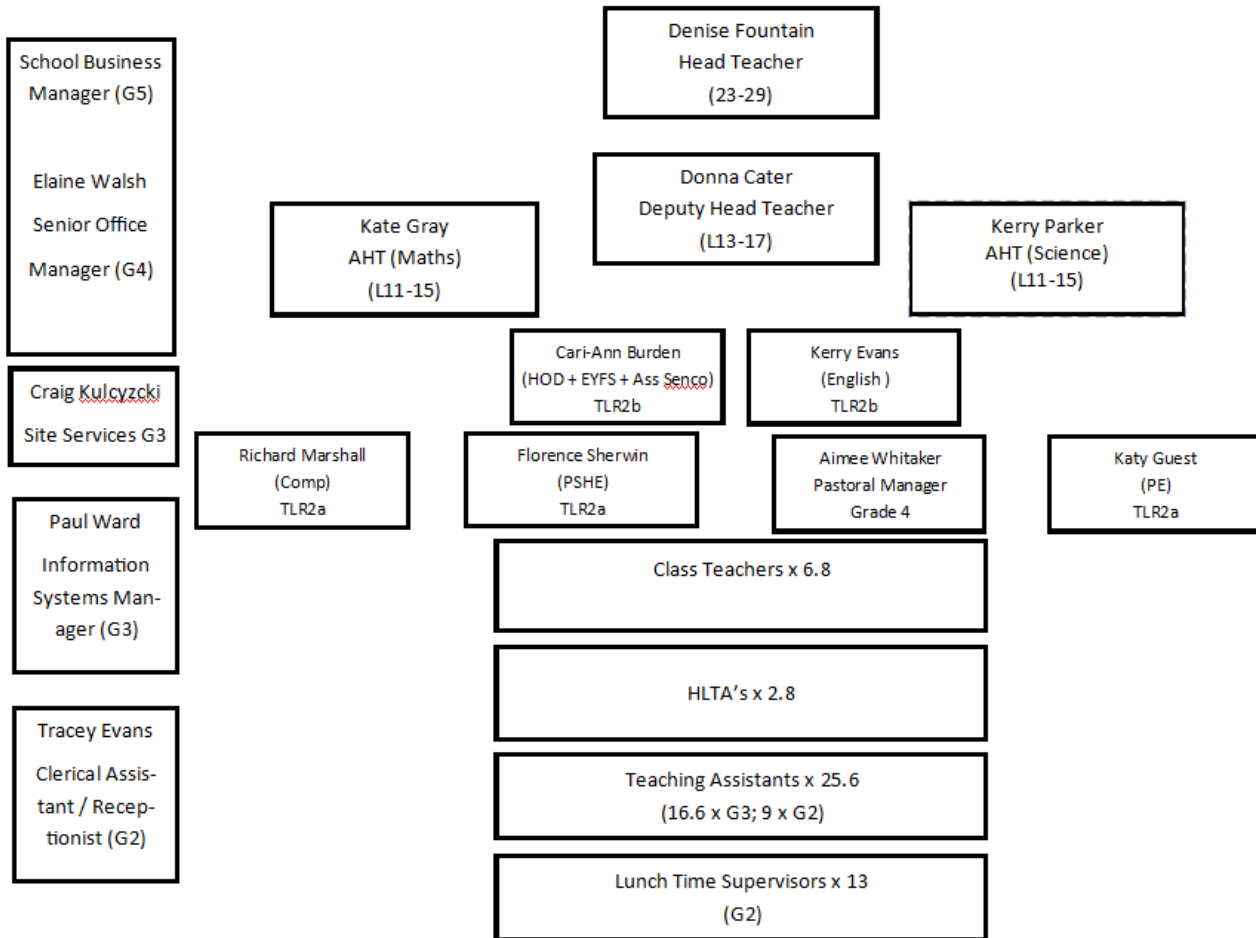 School Business
Manager (G5)
Elaine Walsh
Senior Office
Manager (G4)
Craig Kulcyzcki
Site Services G3
Paul Ward
Information
Systems Man-
ager (G3)
Tracey Evans
Clerical Assis-
tant / Recep-
tionist (G2)
Denise Fountain
Head Teacher
(23-29)
Donna Cater
Deputy Head Teacher
(L13-17)
Kate Gray
AHT (Maths)
(L11-15)
Kerry Parker
AHT (Science)
(L11-15)
Cari-Ann Burden
(HOD + EYFS + Ass Senco)
TLR2b
Kerry Evans
(English )
TLR2b
Richard Marshall
(Comp)
TLR2a
Florence Sherwin
(PSHE)
TLR2a
Aimee Whitaker
Pastoral Manager
Grade 4
Katy Guest
(PE)
TLR2a
Class Teachers x 6.8
HLTA’s x 2.8
Teaching Assistants x 25.6
(16.6 x G3; 9 x G2)
Lunch Time Supervisors x 13
(G2)